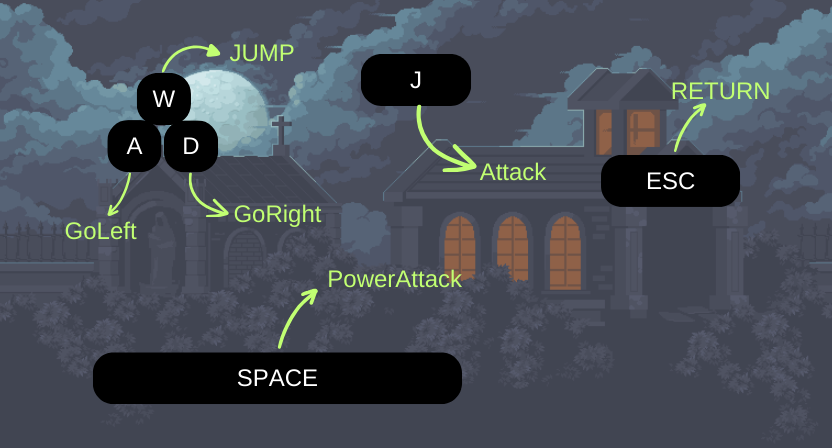 JUMP
W
A D
GoLeft
GoRight
J
Attack
RETURN
ESC
PowerAttack
SPACE